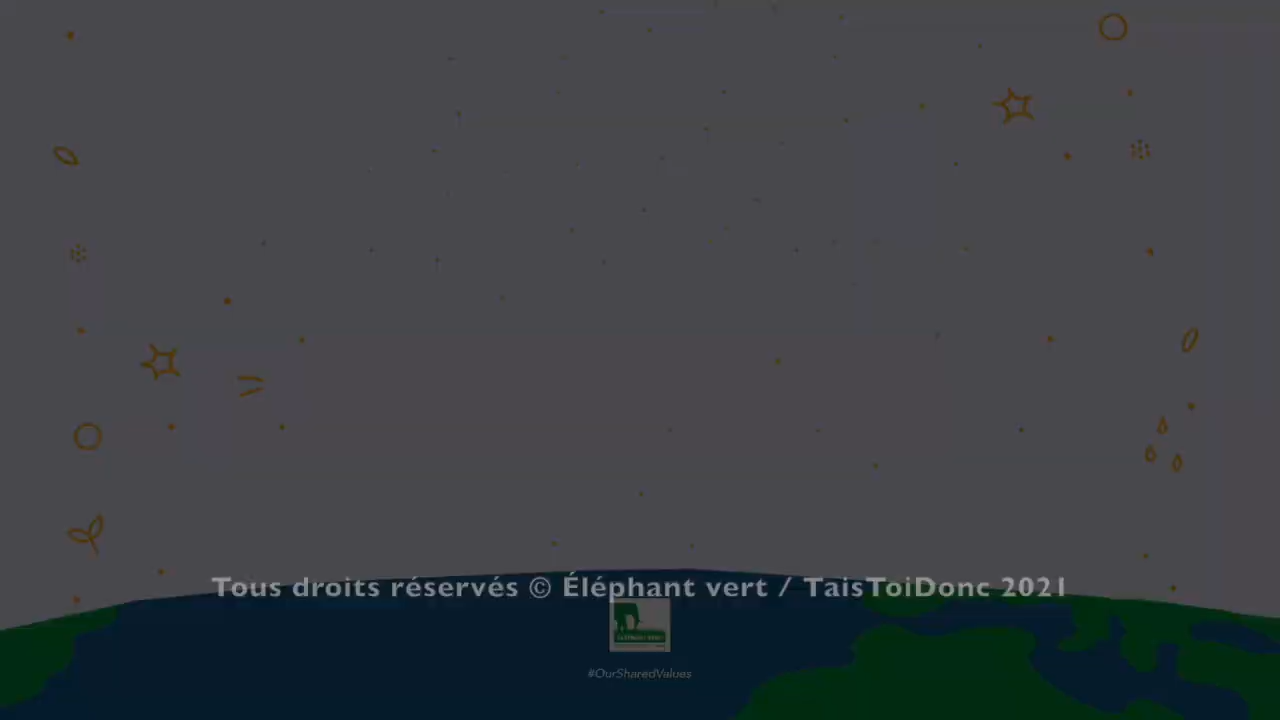 Tous droits réservés © Éléphant vert / TaisToiDonc 2021
#OurSharedValues